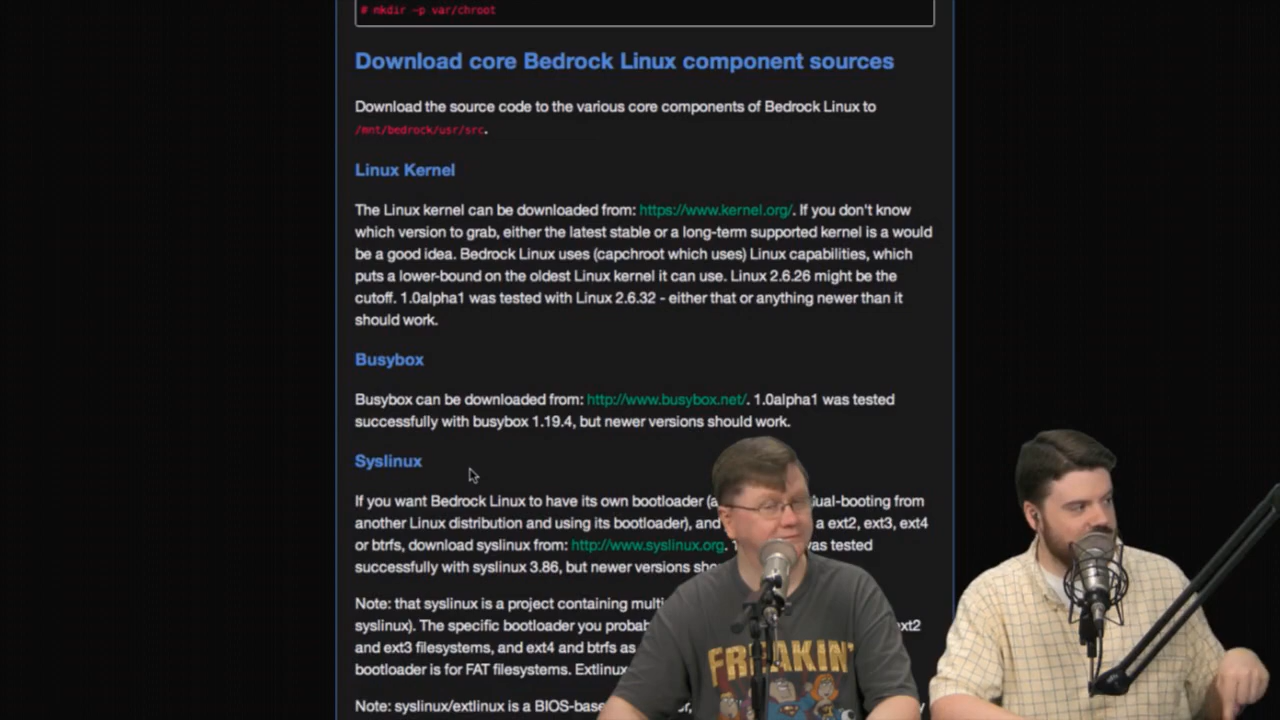 # mkdir -p var/chroot
Download core Bedrock Linux component sources
Download the source code to the various core components of Bedrock Linux to
/mnt/bedrock/usr/src.
Linux Kernel
The Linux kernel can be downloaded from: https://www.kernel.org/. If you don't know
which version to grab, either the latest stable or a long-term supported kernel is a would
be a good idea. Bedrock Linux uses (capchroot which uses) Linux capabilities, which
puts a lower-bound on the oldest Linux kernel it can use. Linux 2.6.26 might be the
cutoff. 1.0alpha1 was tested with Linux 2.6.32 - either that or anything newer than it
should work.
Busybox
Busybox can be downloaded from: http://www.busybox.net/. 1.0alpha1 was tested
successfully with busybox 1.19.4, but newer versions should work.
Syslinux
If you want Bedrock Linux to have its own bootloader ual-booting from
another Linux distribution and using its bootloader), and a ext2, ext3, ext4
or btrfs, download syslinux from: http://www.syslinux.org. was tested
successfully with syslinux 3.86, but newer versions
Note: that syslinux is a project containing
syslinux). The specific bootloader you ext2
and ext3 filesystems, and ext4 and btrfs as
bootloader is for FAT filesystems. Extlinux
Note: syslinux/extlinux is a
FREAKIN'